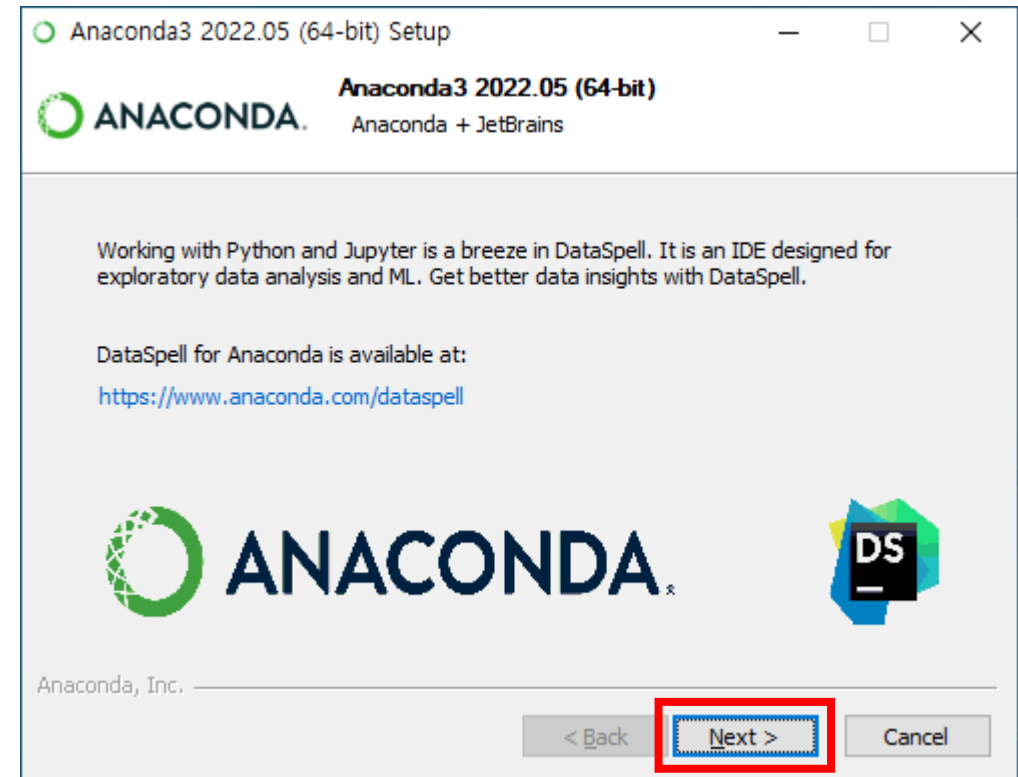 Anaconda3 2022.05 (64-bit) Setup
ANACONDA.
Anaconda3 2022.05 (64-bit)
Anaconda + JetBrains
Working with Python and Jupyter is a breeze in DataSpell. It is an IDE designed for
exploratory data analysis and ML. Get better data insights with DataSpell.
DataSpell for Anaconda is available at:
https://www.anaconda.com/dataspell
ANACONDA.
DS
Anaconda, Inc.
< Back
Next >
Cancel